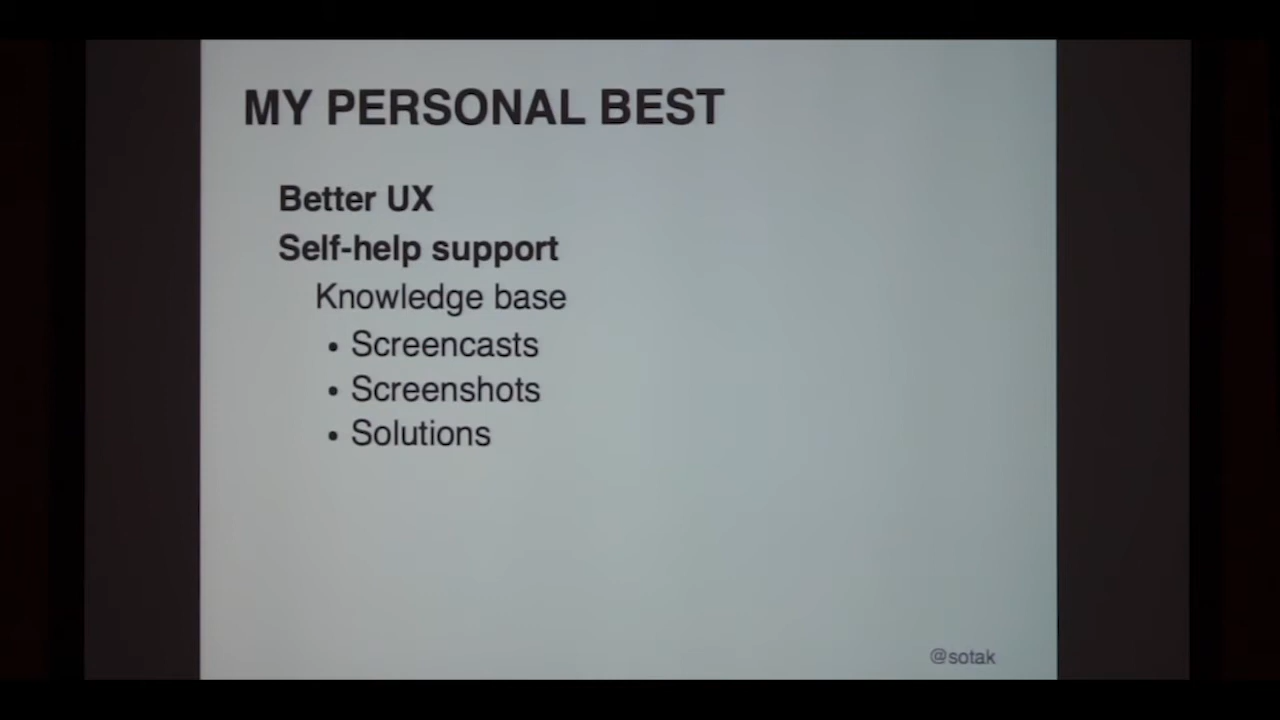 MY PERSONAL BEST
Better UX
Self-help support
Knowledge base
• Screencasts
• Screenshots
• Solutions
@sotak